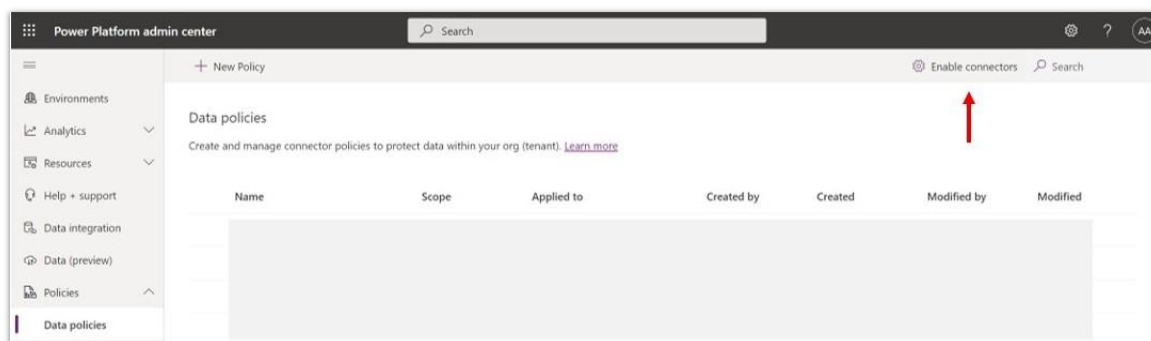 Power Platform admin center
Search
?
AA
New Policy
Enable connectors
Search
Environments
Analytics
Resources
Help + support
Data integration
Data (preview)
Policies
Data policies
Data policies
Create and manage connector policies to protect data within your org (tenant). Learn more
Name Scope Applied to Created by Created Modified by Modified